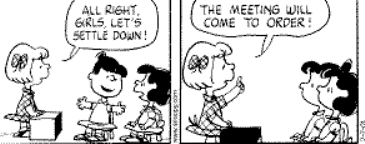 ALL RIGHT,
GIRLS, LET'S
SETTLE DOWN!
THE MEETING WILL
COME TO ORDER!